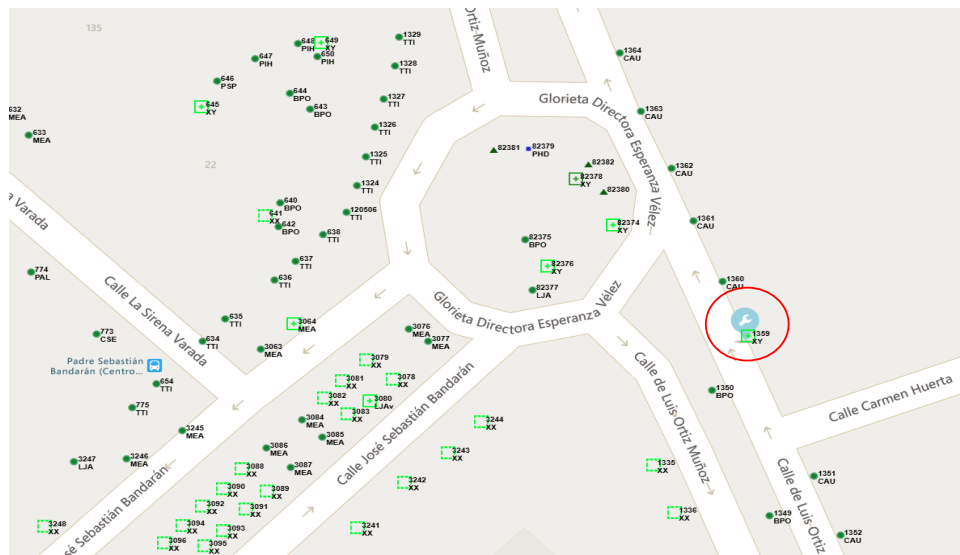 135
649
XY
648
PIH
650
PIH
1329
TTI
647
PIH
1328
TTI
646
PSP
644
BPO
643
BPO
645
XY
1327
TTI
632
MEA
633
MEA
1326
TTI
22
1325
TTI
1324
TTI
640
BPO
641
XX
642
BPO
120506
TTI
638
TTI
637
TTI
636
TTI
Ortiz Muñoz
Glorieta Directora Esperanza Vélez
1364
CAU
1363
CAU
1362
CAU
1361
CAU
1360
CAU
82381
82379
PHD
82382
82378
XY
82380
82374
XY
82375
BPO
82376
XY
82377
LJA
Varada
774
PAL
Calle La Sirena Varada
635
TTI
634
TTI
773
CSE
Padre Sebastián
Bandarán (Centro...
654
TTI
775
TTI
3064
MEA
3063
MEA
Glorieta Directora Esperanza Vélez
3076
MEA
3077
MEA
3079
XX
3078
XX
3081
XX
3082
XX
3080
LJAv
3083
XX
3084
MEA
3085
MEA
3086
MEA
3087
MEA
3088
XX
3089
XX
3090
XX
3091
XX
3092
XX
3093
XX
3094
XX
3095
XX
3096
XX
3245
MEA
3246
MEA
3247
LJA
3248
XX
sé Sebastián Bandarán
Calle José Sebastián Bandarán
3244
XX
3243
XX
3242
XX
3241
XX
1359
XY
1350
BPO
Calle Carmen Huerta
Calle de Luis Ortiz Muñoz
1335
XX
1336
XX
1351
CAU
1349
BPO
1352
CAU
Calle de Luis Ortiz